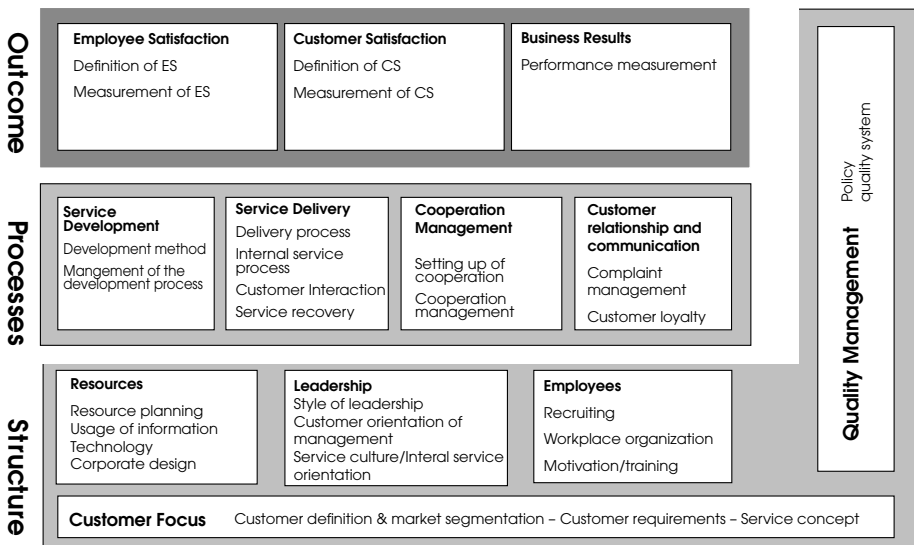 Outcome
Employee Satisfaction
Definition of ES
Measurement of ES
Customer Satisfaction
Definition of CS
Measurement of CS
Business Results
Performance measurement
Processes
Service
Development
Development method
Mangement of the
development process
Service Delivery
Delivery process
Internal service
process
Customer Interaction
Service recovery
Cooperation
Management
Setting up of
cooperation
Cooperation
management
Customer
relationship and
communication
Complaint
management
Customer loyalty
Structure
Resources
Resource planning
Usage of information
Technology
Corporate design
Leadership
Style of leadership
Customer orientation of
management
Service culture/Interal service
orientation
Employees
Recruiting
Workplace organization
Motivation/training
Customer Focus Customer definition & market segmentation – Customer requirements – Service concept
Quality Management
Policy
quality system